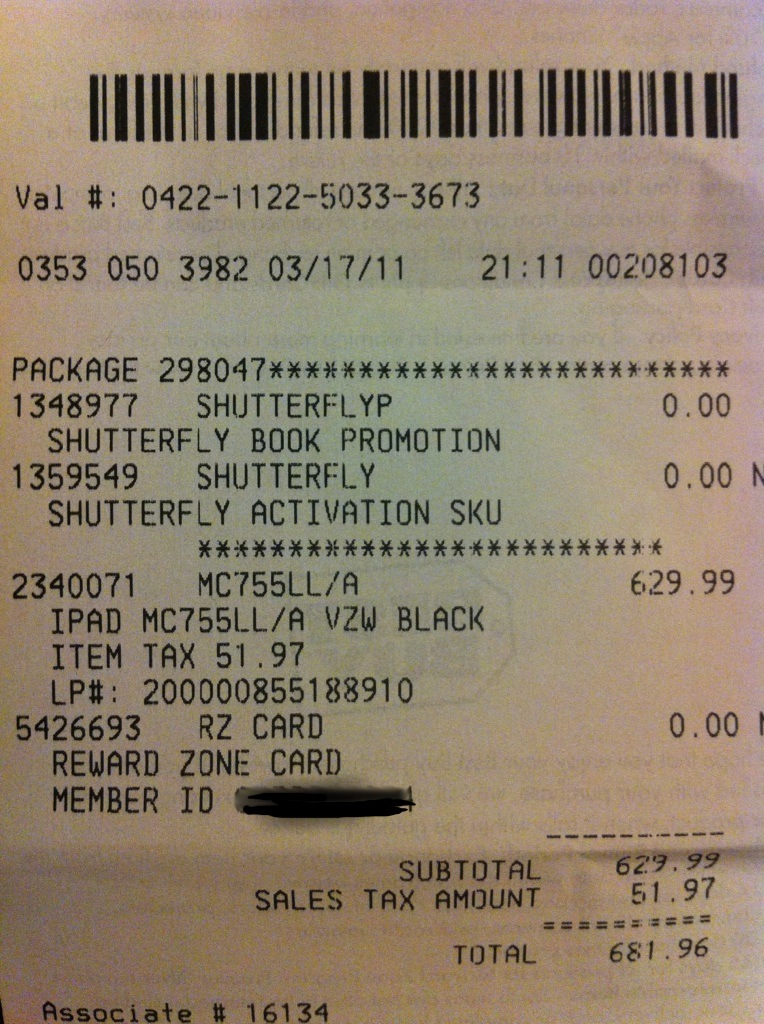 Val #: 0422-1122-5033-3673
0353 050 3982 03/17/11 21:11 00208103
PACKAGE 298047**************************
1348977 SHUTTERFLYP 0.00
SHUTTERFLY BOOK PROMOTION
1359549 SHUTTERFLY 0.00 N
SHUTTERFLY ACTIVATION SKU
**************************
2340071 MC755LL/A 629.99
IPAD MC755LL/A VZW BLACK
ITEM TAX 51.97
LP#: 200000855188910
5426693 RZ CARD 0.00 N
REWARD ZONE CARD
MEMBER ID
----------
SUBTOTAL 629.99
SALES TAX AMOUNT 51.97
==========
TOTAL 681.96
Associate # 16134